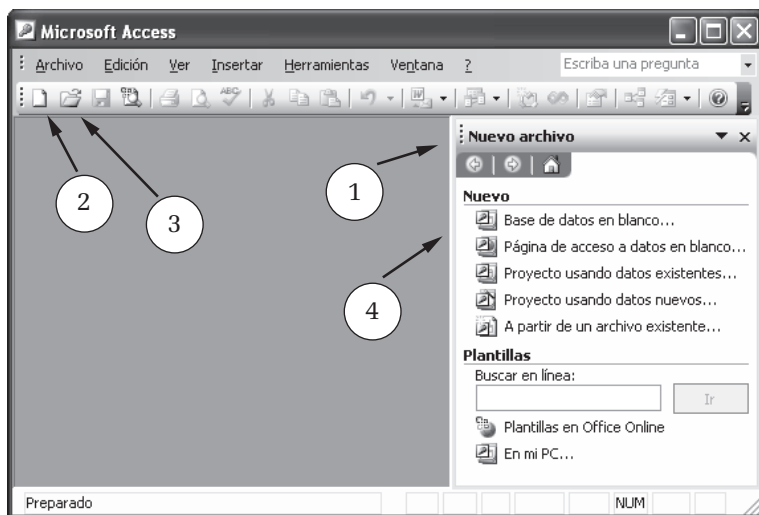 Microsoft Access
Archivo Edición Ver Insertar Herramientas Ventana ? Escriba una pregunta
ABC W
Nuevo archivo
Nuevo
Base de datos en blanco...
Página de acceso a datos en blanco...
Proyecto usando datos existentes...
Proyecto usando datos nuevos...
A partir de un archivo existente...
Plantillas
Buscar en línea:
Ir
Plantillas en Office Online
En mi PC...
1
2
3
4
Preparado NUM